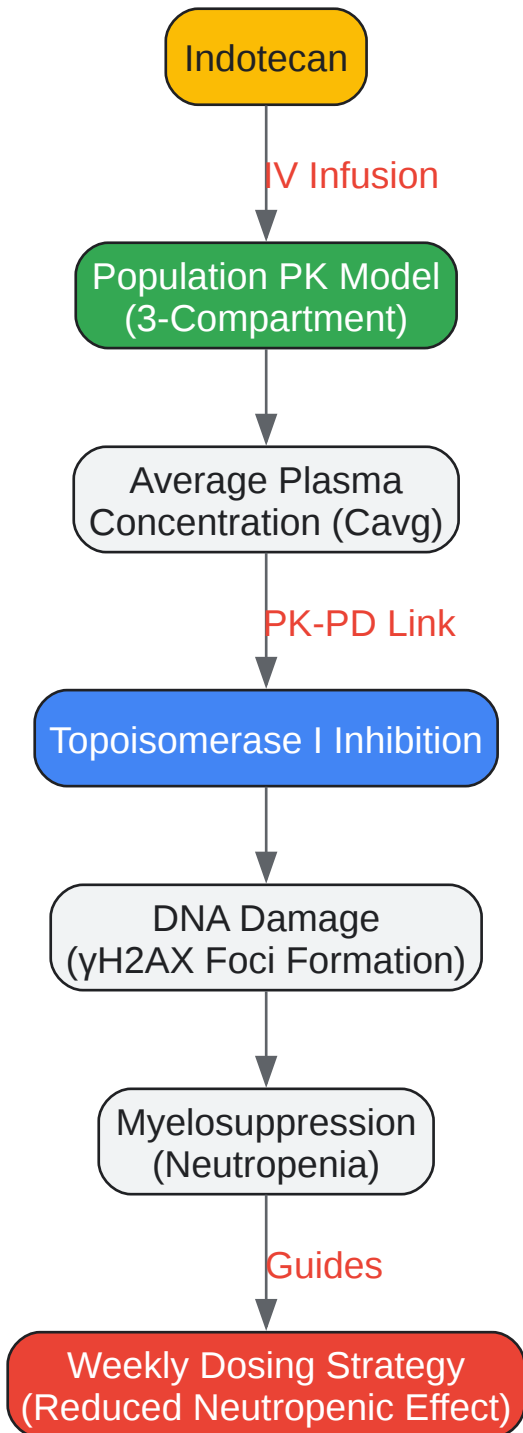 Indotecan
IV Infusion
Population PK Model
(3-Compartment)
Average Plasma
Concentration (Cavg)
PK-PD Link
Topoisomerase I Inhibition
DNA Damage
(γH2AX Foci Formation)
Myelosuppression
(Neutropenia)
Guides
Weekly Dosing Strategy
(Reduced Neutropenic Effect)